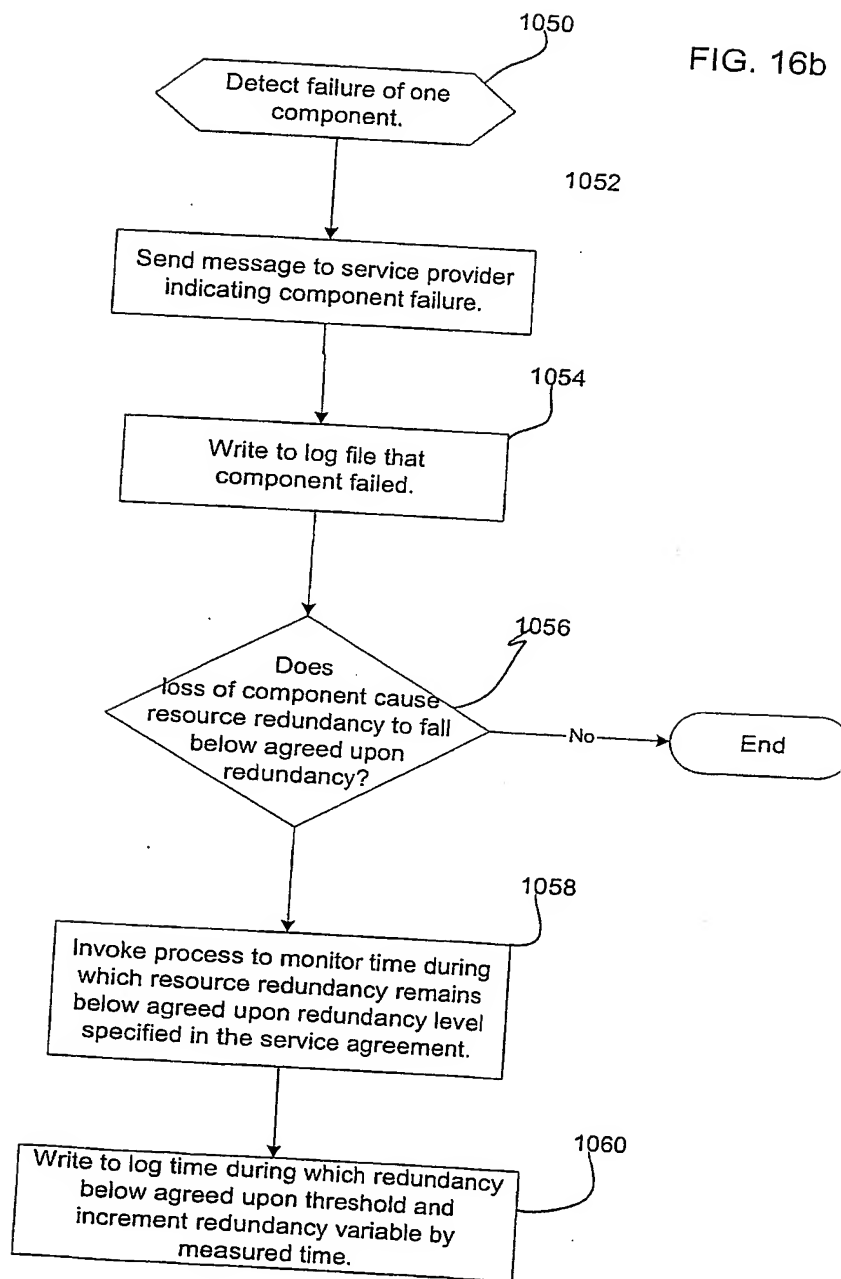 1050
FIG. 16b
Detect failure of one
component.
1052
Send message to service provider
indicating component failure.
1054
Write to log file that
component failed.
1056
Does
loss of component cause
resource redundancy to fall
below agreed upon
redundancy?
No
End
1058
Invoke process to monitor time during
which resource redundancy remains
below agreed upon redundancy level
specified in the service agreement.
1060
Write to log time during which redundancy
below agreed upon threshold and
increment redundancy variable by
measured time.